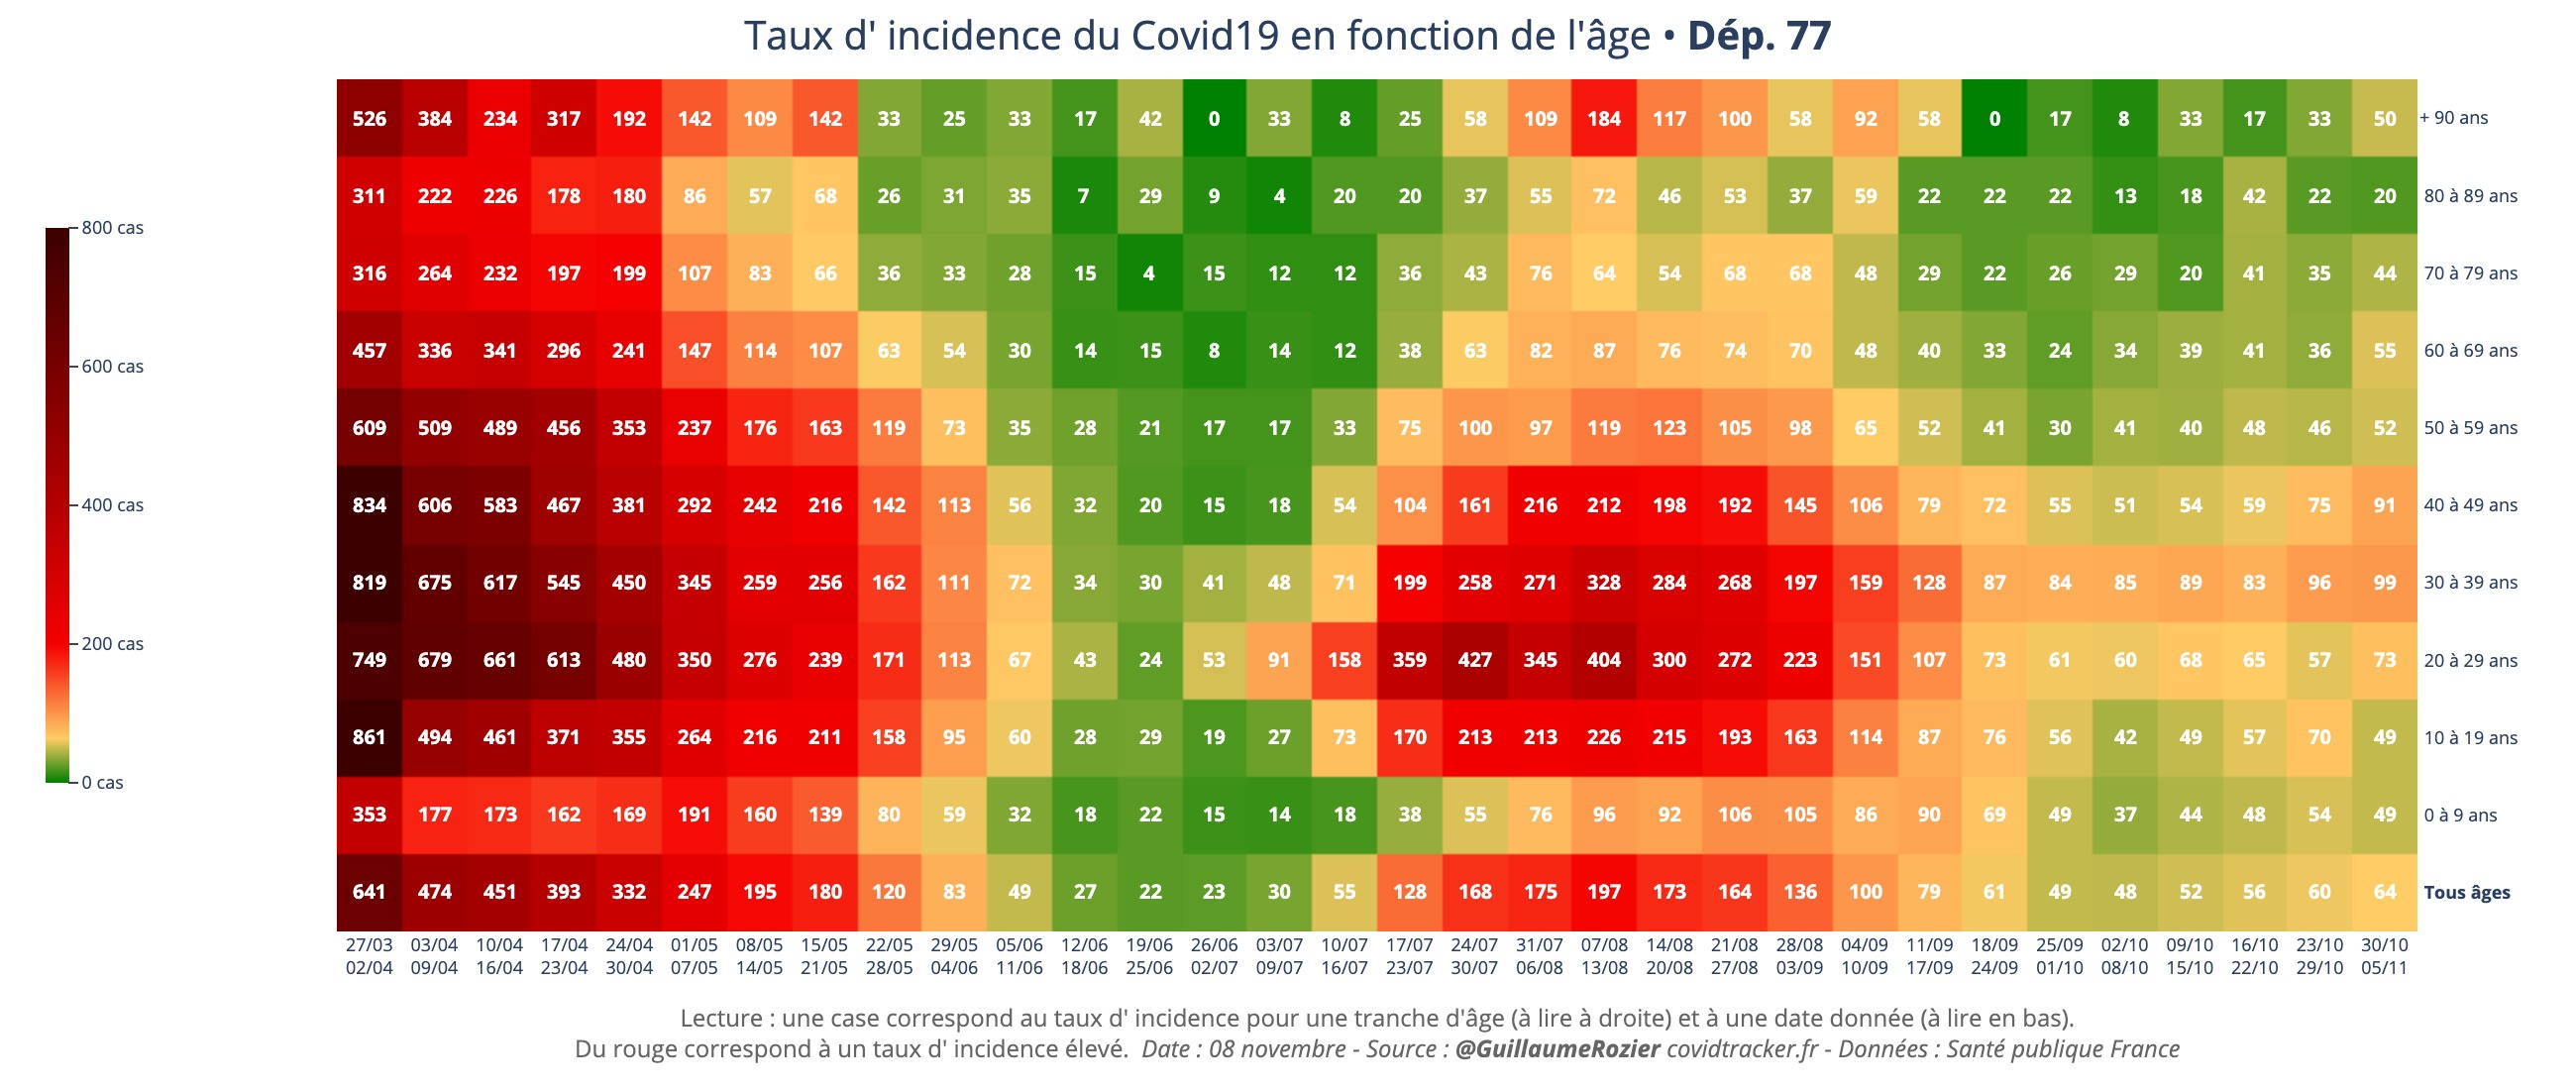 Taux d' incidence du Covid19 en fonction de l'âge • Dép. 77
526 384 234 317 192 142 109 142 33 25 33 17 42 0 33 8 25 58 109 184 117 100 58 92 58 0 17 8 33 17 33 50 + 90 ans
311 222 226 178 180 86 57 68 26 31 35 7 29 9 4 20 20 37 55 72 46 53 37 59 22 22 22 13 18 42 22 20 80 à 89 ans
316 264 232 197 199 107 83 66 36 33 28 15 4 15 12 12 36 43 76 64 54 68 68 48 29 22 26 29 20 41 35 44 70 à 79 ans
457 336 341 296 241 147 114 107 63 54 30 14 15 8 14 12 38 63 82 87 76 74 70 48 40 33 24 34 39 41 36 55 60 à 69 ans
609 509 489 456 353 237 176 163 119 73 35 28 21 17 17 33 75 100 97 119 123 105 98 65 52 41 30 41 40 48 46 52 50 à 59 ans
834 606 583 467 381 292 242 216 142 113 56 32 20 15 18 54 104 161 216 212 198 192 145 106 79 72 55 51 54 59 75 91 40 à 49 ans
819 675 617 545 450 345 259 256 162 111 72 34 30 41 48 71 199 258 271 328 284 268 197 159 128 87 84 85 89 83 96 99 30 à 39 ans
749 679 661 613 480 350 276 239 171 113 67 43 24 53 91 158 359 427 345 404 300 272 223 151 107 73 61 60 68 65 57 73 20 à 29 ans
861 494 461 371 355 264 216 211 158 95 60 28 29 19 27 73 170 213 213 226 215 193 163 114 87 76 56 42 49 57 70 49 10 à 19 ans
353 177 173 162 169 191 160 139 80 59 32 18 22 15 14 18 38 55 76 96 92 106 105 86 90 69 49 37 44 48 54 49 0 à 9 ans
641 474 451 393 332 247 195 180 120 83 49 27 22 23 30 55 128 168 175 197 173 164 136 100 79 61 49 48 52 56 60 64 Tous âges
27/03 03/04 10/04 17/04 24/04 01/05 08/05 15/05 22/05 29/05 05/06 12/06 19/06 26/06 03/07 10/07 17/07 24/07 31/07 07/08 14/08 21/08 28/08 04/09 11/09 18/09 25/09 02/10 09/10 16/10 23/10 30/10
02/04 09/04 16/04 23/04 30/04 07/05 14/05 21/05 28/05 04/06 11/06 18/06 25/06 02/07 09/07 16/07 23/07 30/07 06/08 13/08 20/08 27/08 03/09 10/09 17/09 24/09 01/10 08/10 15/10 22/10 29/10 05/11
800 cas
600 cas
400 cas
200 cas
0 cas
Lecture : une case correspond au taux d' incidence pour une tranche d'âge (à lire à droite) et à une date donnée (à lire en bas).
Du rouge correspond à un taux d' incidence élevé. Date : 08 novembre - Source : @GuillaumeRozier covidtracker.fr - Données : Santé publique France